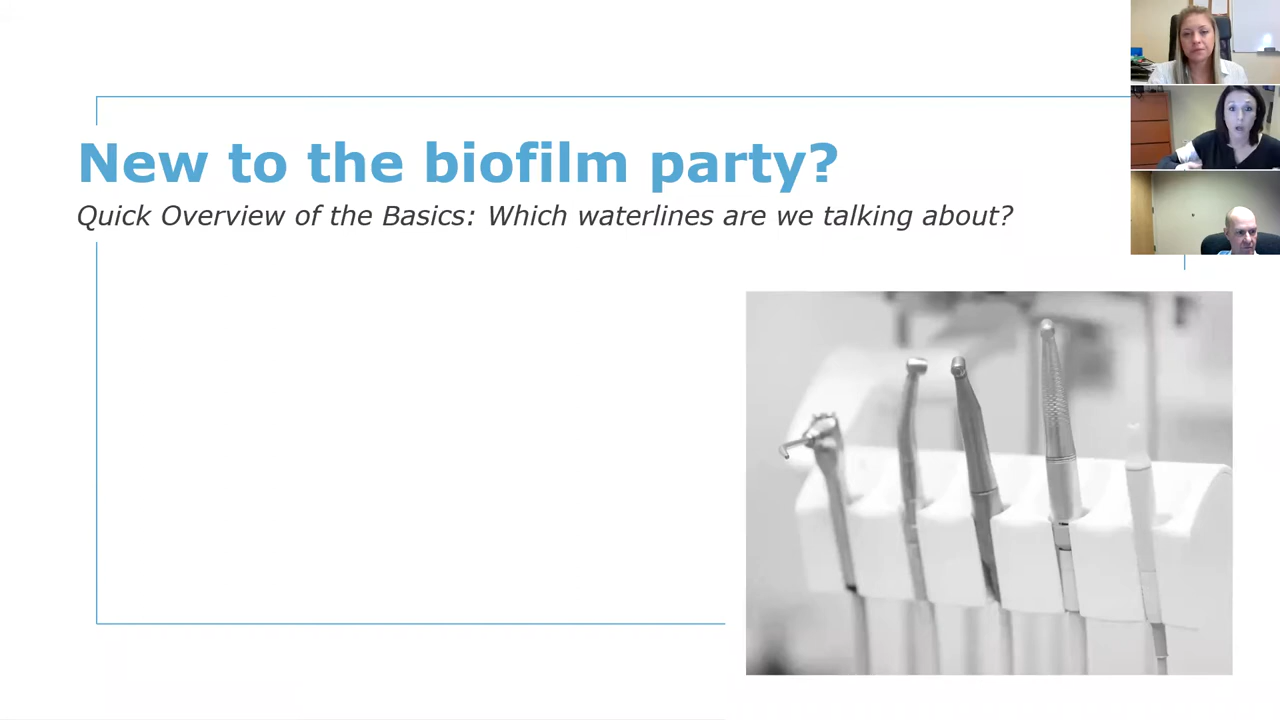 New to the biofilm party?
Quick Overview of the Basics: Which waterlines are we talking about?